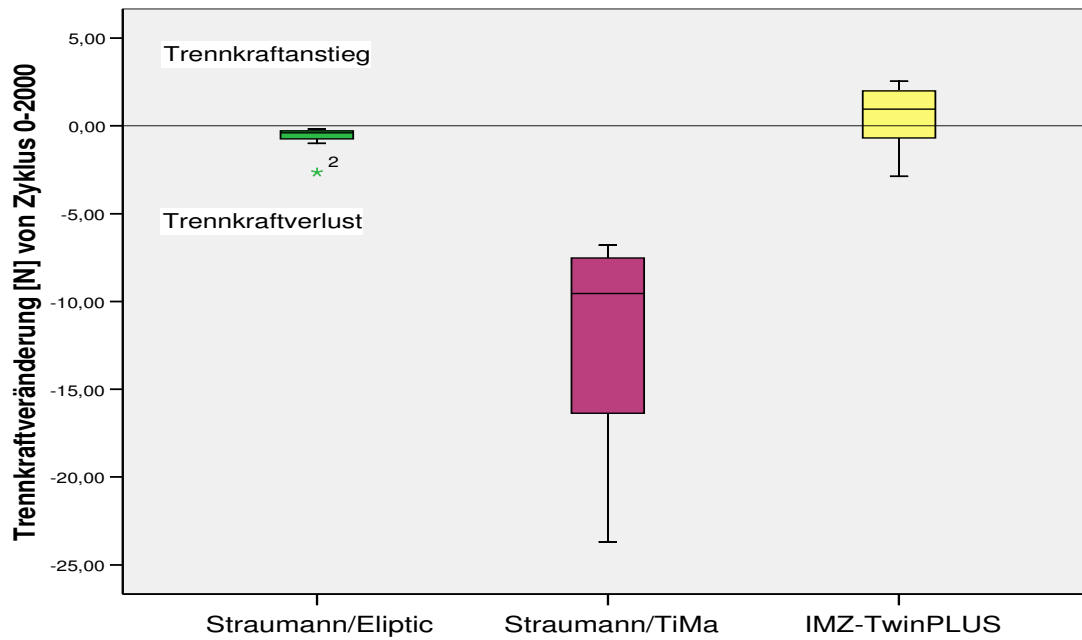 Trennkraftveränderung [N] von Zyklus 0-2000
5,00
0,00
-5,00
-10,00
-15,00
-20,00
-25,00
Trennkraftanstieg
2
Trennkraftverlust
Straumann/Eliptic
Straumann/TiMa
IMZ-TwinPLUS